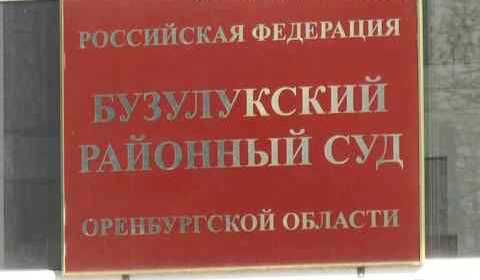 РОССИЙСКАЯ ФЕДЕРАЦИЯ
БУЗУЛУКСКИЙ
РАЙОННЫЙ СУД
ОРЕНБУРГСКОЙ ОБЛАСТИ